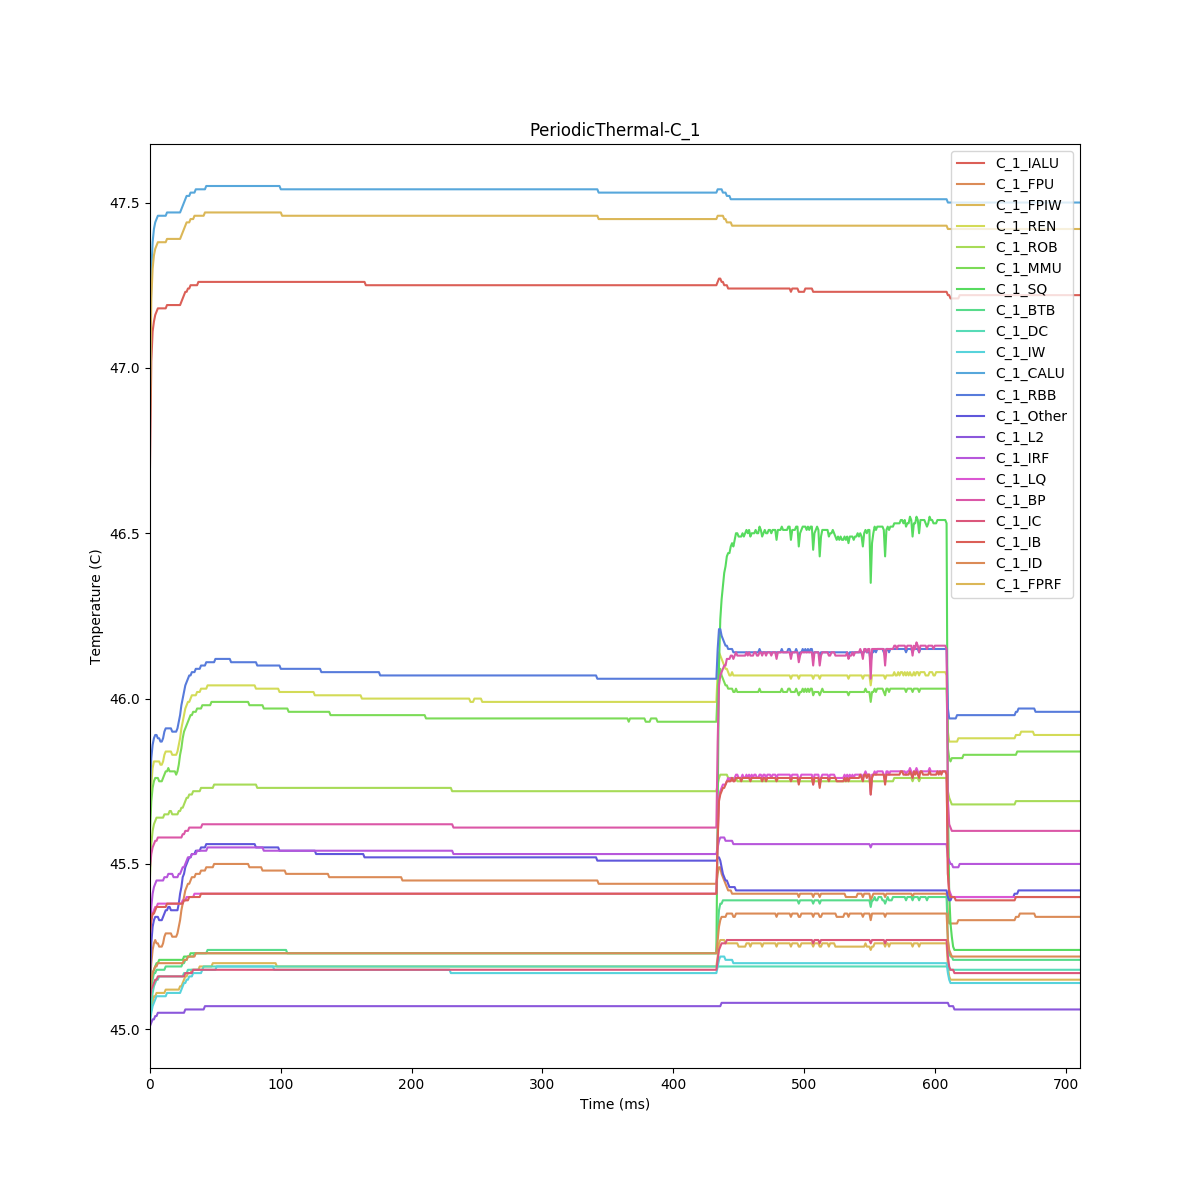 PeriodicThermal-C_1
Temperature (C)
47.5
47.0
46.5
46.0
45.5
45.0
0 100 200 300 400 500 600 700
Time (ms)
C_1_IALU
C_1_FPU
C_1_FPIW
C_1_REN
C_1_ROB
C_1_MMU
C_1_SQ
C_1_BTB
C_1_DC
C_1_IW
C_1_CALU
C_1_RBB
C_1_Other
C_1_L2
C_1_IRF
C_1_LQ
C_1_BP
C_1_IC
C_1_IB
C_1_ID
C_1_FPRF